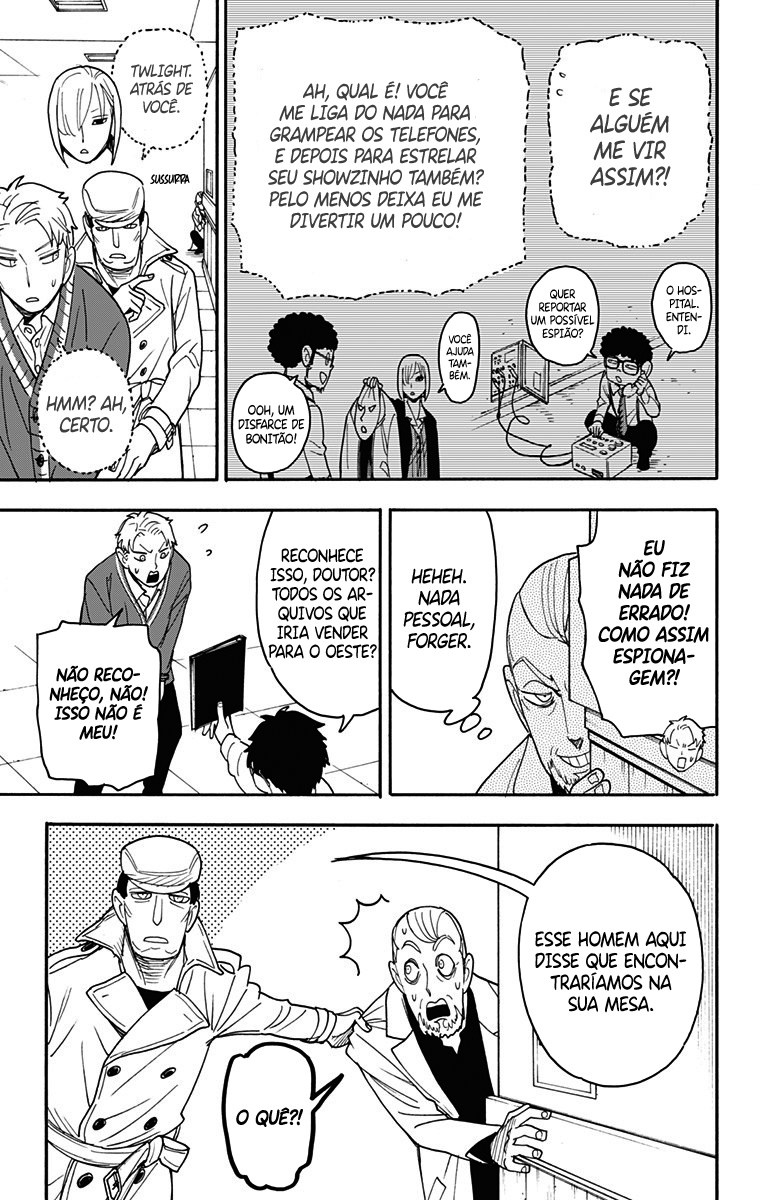 E SE
ALGUÉM
ME VIR
ASSIM?!
AH, QUAL É! VOCÊ
ME LIGA DO NADA PARA
GRAMPEAR OS TELEFONES,
E DEPOIS PARA ESTRELAR
SEU SHOWZINHO TAMBÉM?
PELO MENOS DEIXA EU ME
DIVERTIR UM POUCO!
O HOS-
PITAL.
ENTEN-
DI.
QUER
REPORTAR
UM POSSÍVEL
ESPIÃO?
VOCÊ
AJUDA
TAM-
BÉM.
OOH, UM
DISFARCE DE
BONITÃO!
TWLIGHT.
ATRÁS DE
VOCÊ.
SUSSURRA
HMM? AH,
CERTO.
EU
NÃO FIZ
NADA DE
ERRADO!
COMO ASSIM
ESPIONA-
GEM?!
HEHEH.
NADA
PESSOAL,
FORGER.
RECONHECE
ISSO, DOUTOR?
TODOS OS AR-
QUIVOS QUE
IRIA VENDER
PARA O OESTE?
NÃO RECO-
NHEÇO, NÃO!
ISSO NÃO É
MEU!
ESSE HOMEM AQUI
DISSE QUE ENCON-
TRARÍAMOS NA
SUA MESA.
O QUÊ?!